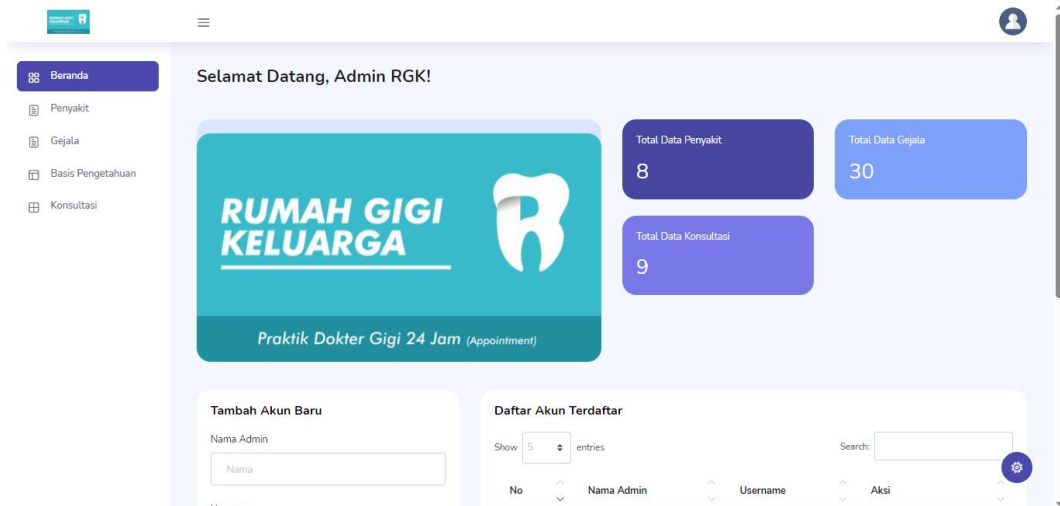 Selamat Datang, Admin RGK!
Beranda
Penyakit
Gejala
Basis Pengetahuan
Konsultasi
RUMAH GIGI
KELUARGA
Praktik Dokter Gigi 24 Jam (Appointment)
Total Data Penyakit
8
Total Data Gejala
30
Total Data Konsultasi
9
Tambah Akun Baru
Nama Admin
Nama
Daftar Akun Terdaftar
Show 5 entries
Search:
No Nama Admin Username Aksi